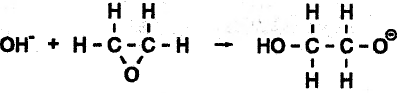 H H H H
OH⁻ + H-C-C-H → HO-C-C-O⊖
O H H